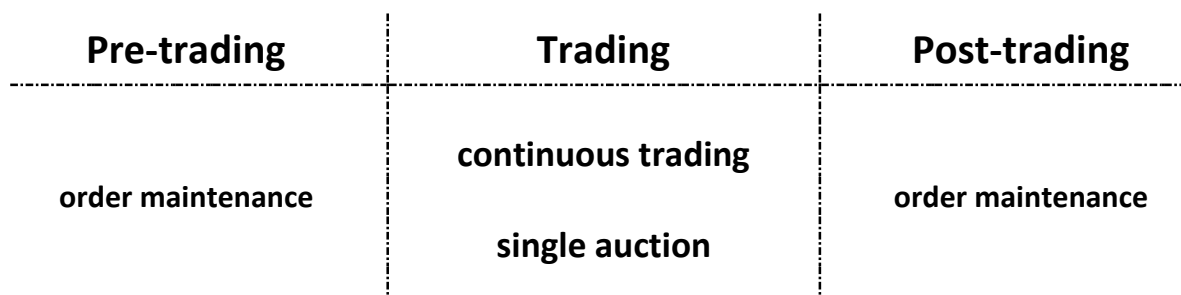 Pre-trading Trading Post-trading
continuous trading
order maintenance order maintenance
single auction